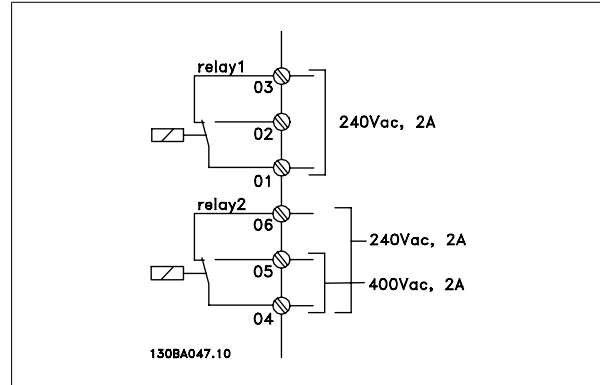 relay1
03
02
240Vac, 2A
01
relay2
06
240Vac, 2A
05
400Vac, 2A
04
130BA047.10